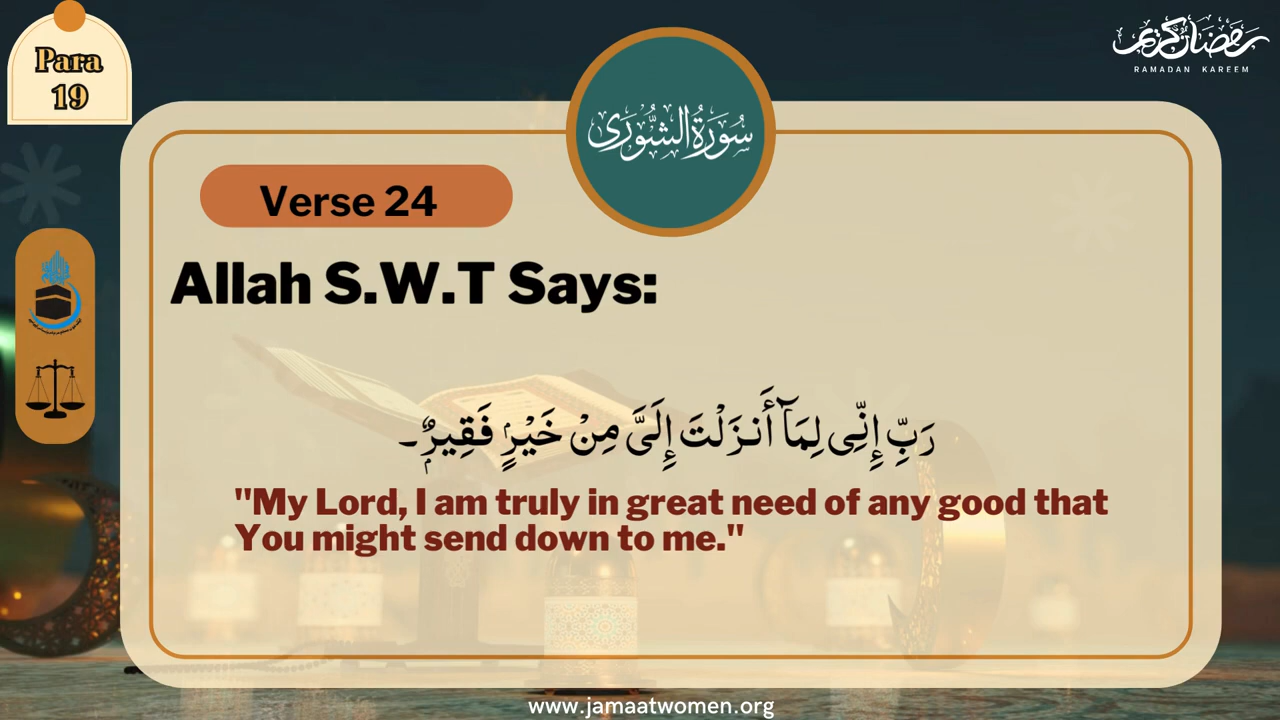 Para
19
رمضان كريم
RAMADAN KAREEM
سُورَةُ الشُّورَى
Verse 24
Allah S.W.T Says:
رَبِّ إِنِّى لِمَآ أَنزَلْتَ إِلَىَّ مِنْ خَيْرٍ فَقِيرٌ ۔
"My Lord, I am truly in great need of any good that
You might send down to me."
www.jamaatwomen.org